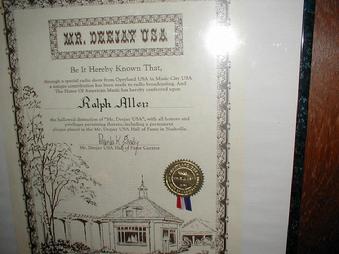 MR. DEEJAY USA
Be It Hereby Known That,
through a special radio show from Opryland USA in Music City USA
a unique contribution has been made to radio broadcasting. And
The Home Of American Music has hereby conferred upon
Ralph Allen
the hallowed distinction of "Mr. Deejay USA", with all honors and
privileges pertaining thereto, including a permanent
plaque placed in the Mr. Deejay USA Hall of Fame in Nashville.
Mr. Deejay USA Hall of Fame Curator